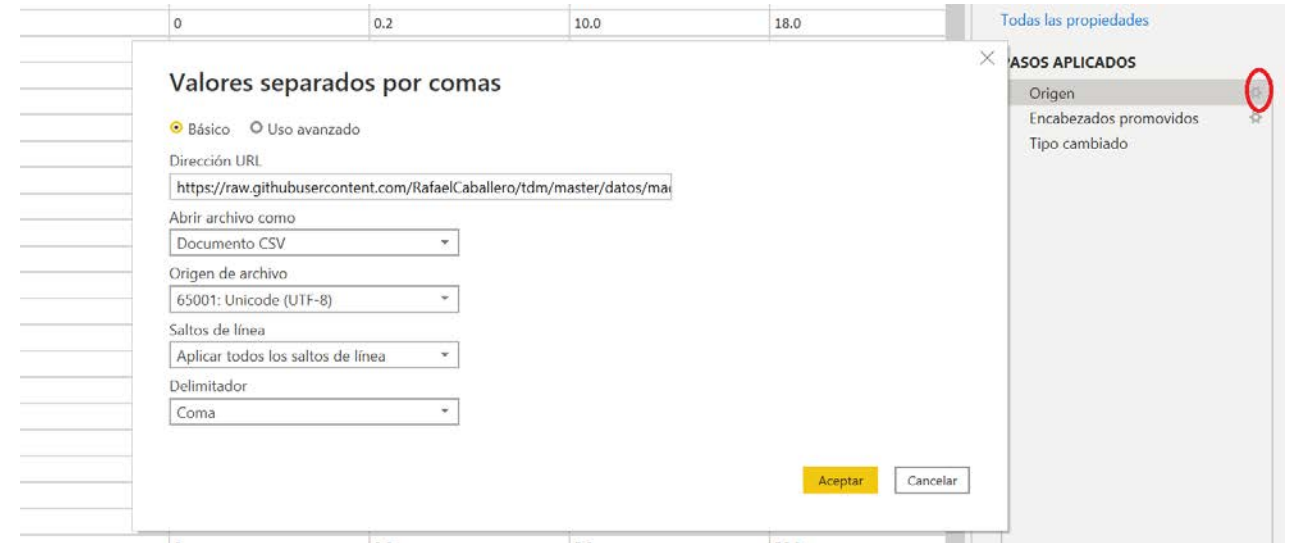 0 0.2 10.0 18.0
Todas las propiedades
Valores separados por comas
ASOS APLICADOS
Origen
Básico Uso avanzado
Encabezados promovidos
Tipo cambiado
Dirección URL
https://raw.githubusercontent.com/RafaelCaballero/tdm/master/datos/mad
Abrir archivo como
Documento CSV
Origen de archivo
65001: Unicode (UTF-8)
Saltos de línea
Aplicar todos los saltos de línea
Delimitador
Coma
Aceptar Cancelar